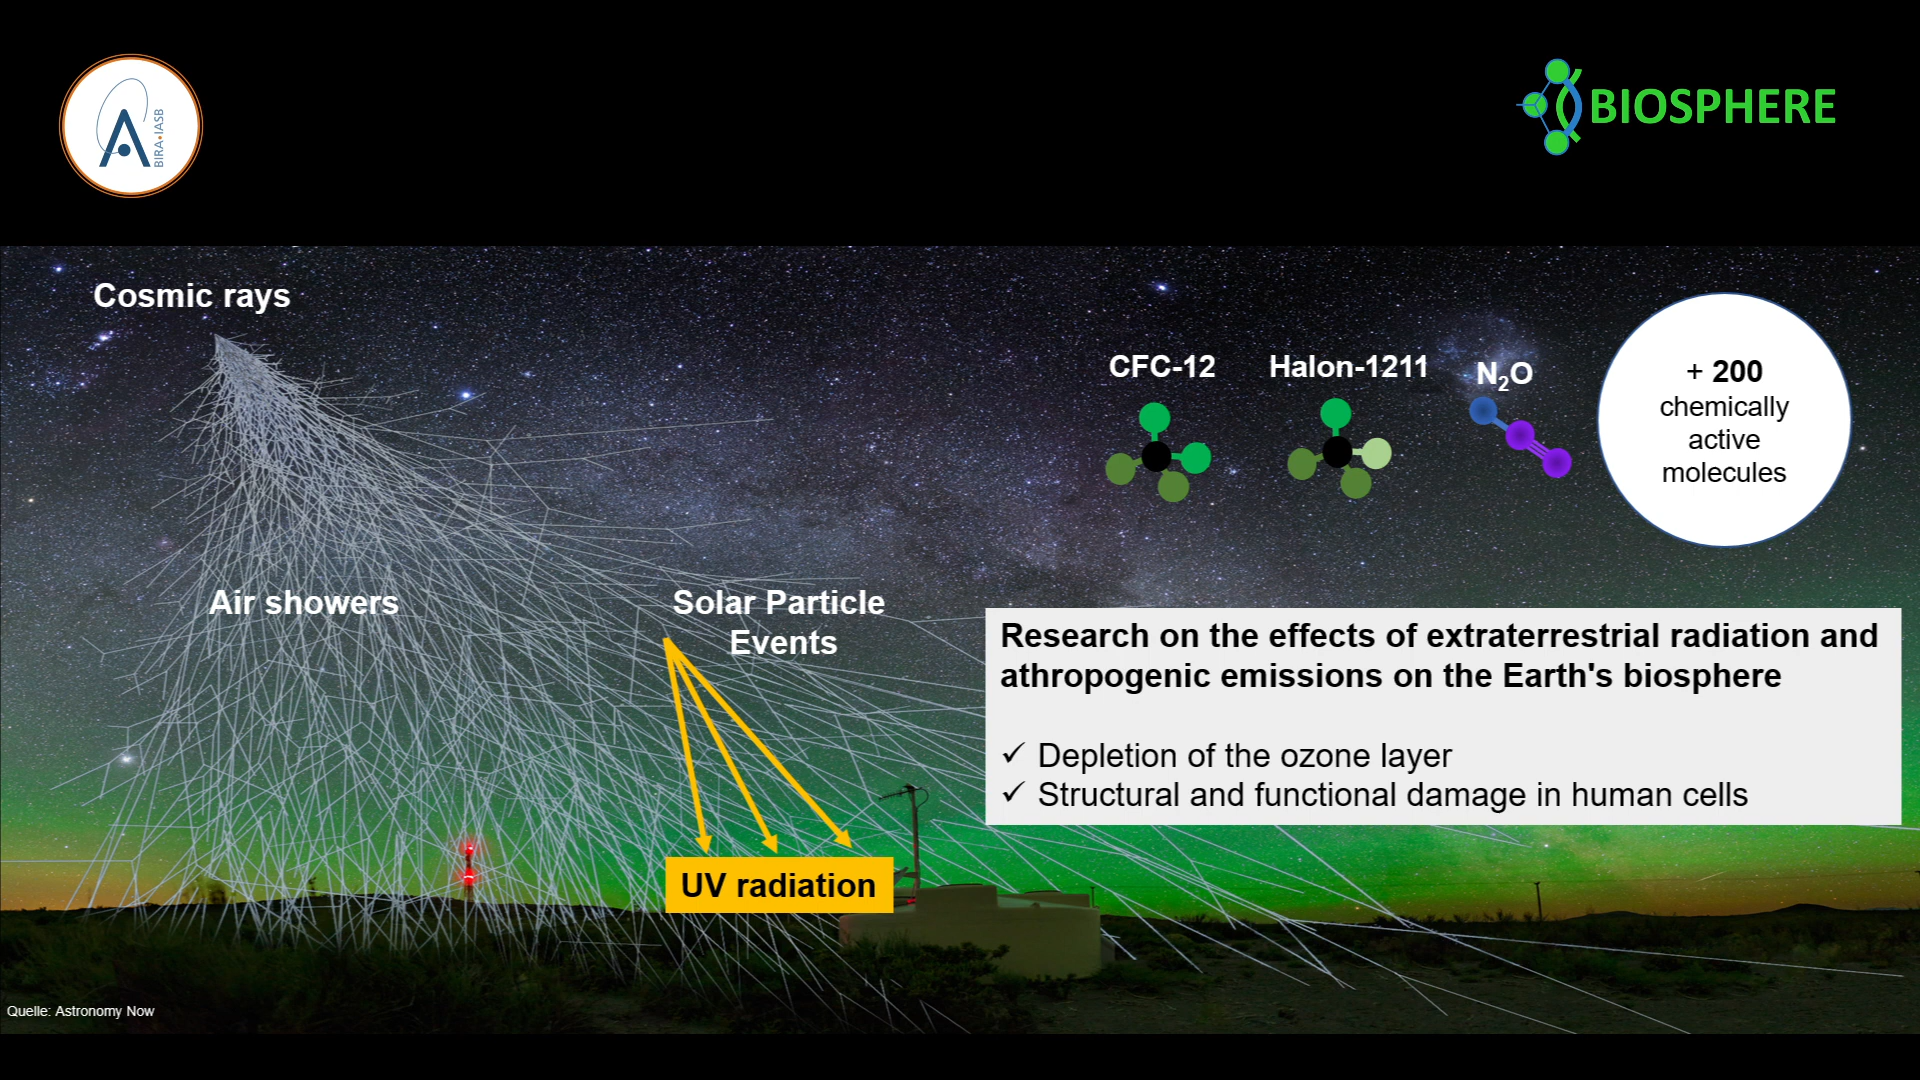 BIRA•IASB
BIOSPHERE
Cosmic rays
CFC-12
Halon-1211
N₂O
+ 200
chemically
active
molecules
Air showers
Solar Particle
Events
Research on the effects of extraterrestrial radiation and
athropogenic emissions on the Earth's biosphere
✓ Depletion of the ozone layer
✓ Structural and functional damage in human cells
UV radiation
Quelle: Astronomy Now